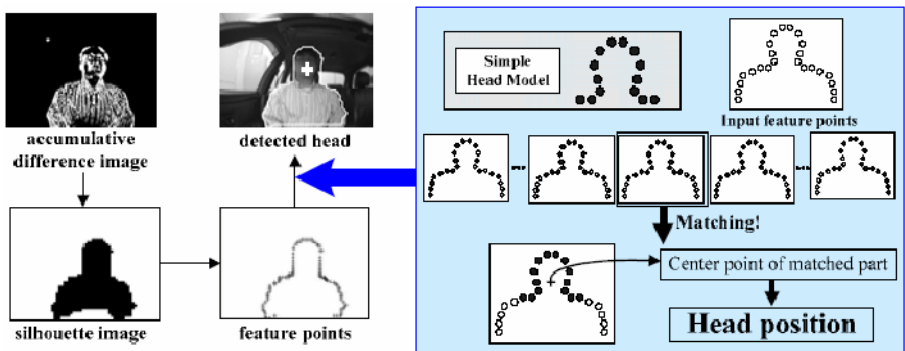 accumulative
difference image
detected head
silhouette image
feature points
Simple
Head Model
Input feature points
Matching!
Center point of matched part
Head position